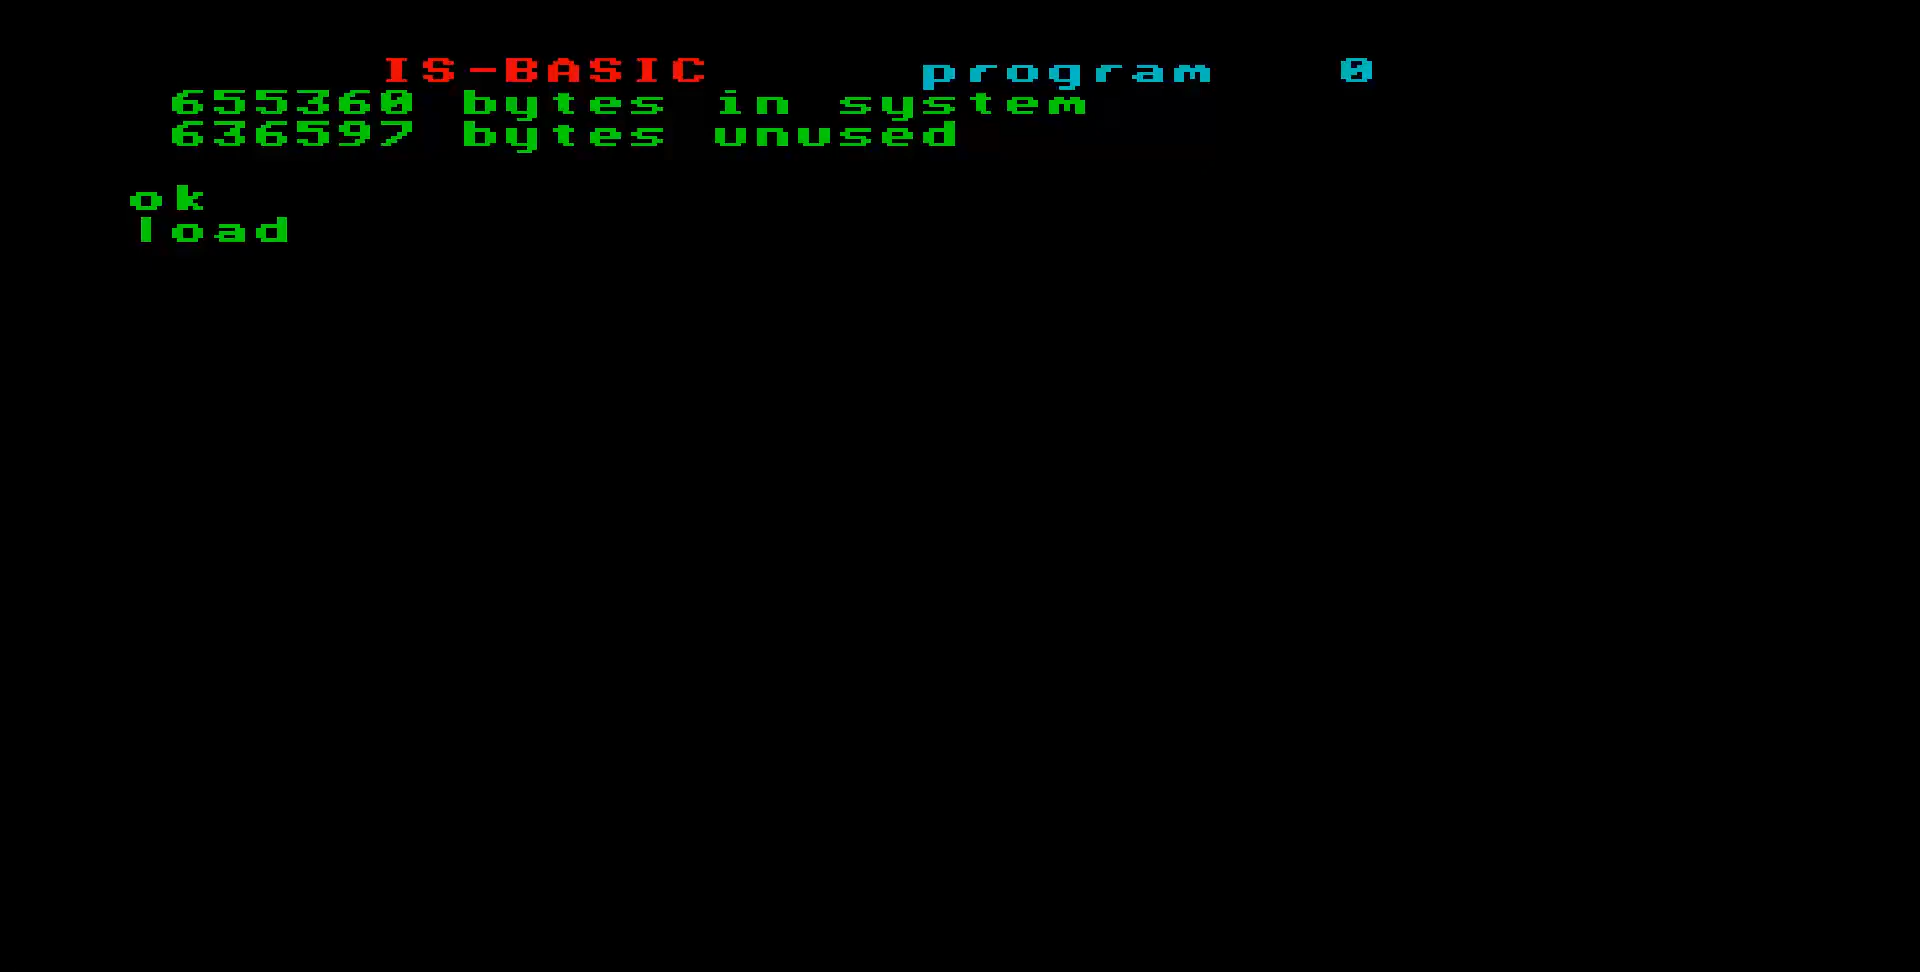 IS-BASIC program 0
655360 bytes in system
636597 bytes unused
ok
load